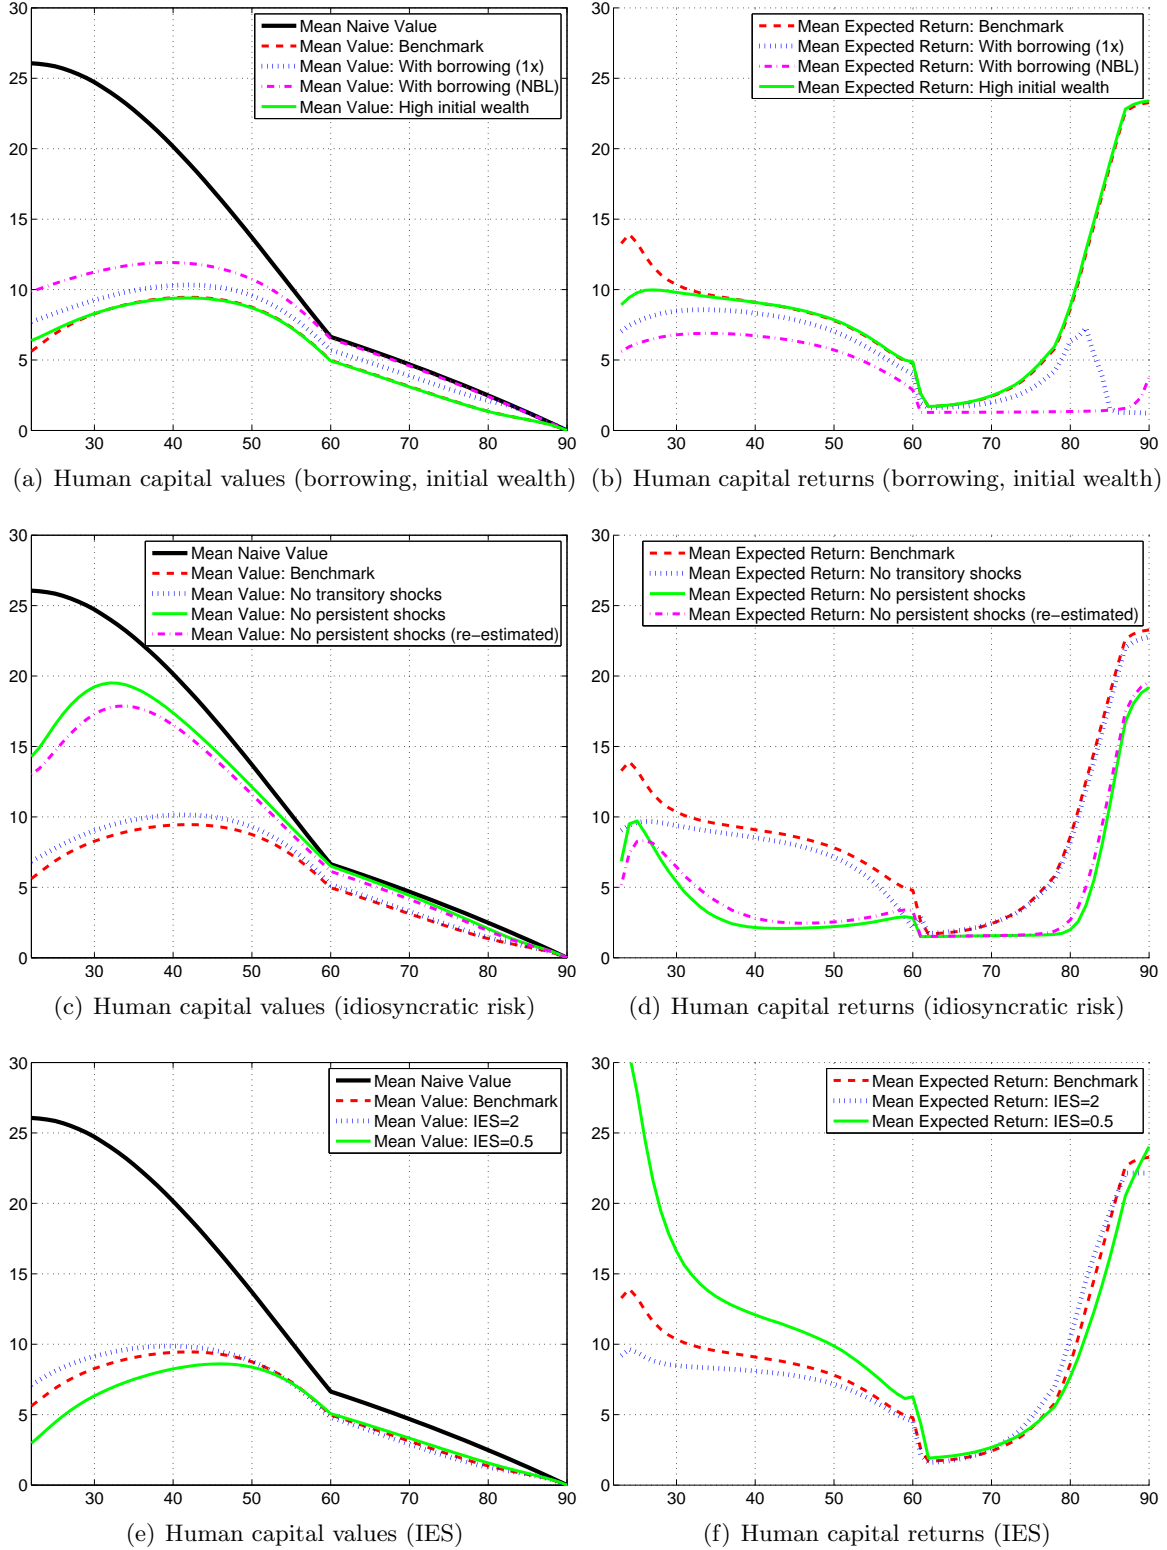 30
25
20
15
10
5
0
Mean Naive Value
Mean Value: Benchmark
Mean Value: With borrowing (1x)
Mean Value: With borrowing (NBL)
Mean Value: High initial wealth
30 40 50 60 70 80 90
(a) Human capital values (borrowing, initial wealth)
30
25
20
15
10
5
0
Mean Expected Return: Benchmark
Mean Expected Return: With borrowing (1x)
Mean Expected Return: With borrowing (NBL)
Mean Expected Return: High initial wealth
30 40 50 60 70 80 90
(b) Human capital returns (borrowing, initial wealth)
30
25
20
15
10
5
0
Mean Naive Value
Mean Value: Benchmark
Mean Value: No transitory shocks
Mean Value: No persistent shocks
Mean Value: No persistent shocks (re−estimated)
30 40 50 60 70 80 90
(c) Human capital values (idiosyncratic risk)
30
25
20
15
10
5
0
Mean Expected Return: Benchmark
Mean Expected Return: No transitory shocks
Mean Expected Return: No persistent shocks
Mean Expected Return: No persistent shocks (re−estimated)
30 40 50 60 70 80 90
(d) Human capital returns (idiosyncratic risk)
30
25
20
15
10
5
0
Mean Naive Value
Mean Value: Benchmark
Mean Value: IES=2
Mean Value: IES=0.5
30 40 50 60 70 80 90
(e) Human capital values (IES)
30
25
20
15
10
5
0
Mean Expected Return: Benchmark
Mean Expected Return: IES=2
Mean Expected Return: IES=0.5
30 40 50 60 70 80 90
(f) Human capital returns (IES)